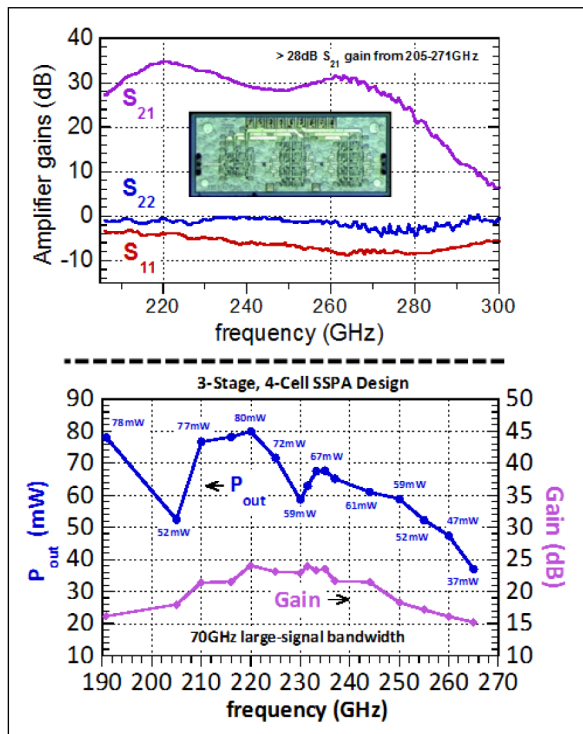 > 28dB S21 gain from 205-271GHz
Amplifier gains (dB)
40
30
20
10
0
-10
S21
S22
S11
220
240
260
280
300
frequency (GHz)
3-Stage, 4-Cell SSPA Design
Pout (mW)
90
80
70
60
50
40
30
20
10
78mW
52mW
77mW
80mW
72mW
59mW
67mW
61mW
59mW
52mW
47mW
37mW
Pout
Gain
70GHz large-signal bandwidth
50
45
40
35
30
25
20
15
10
Gain (dB)
190
200
210
220
230
240
250
260
270
frequency (GHz)